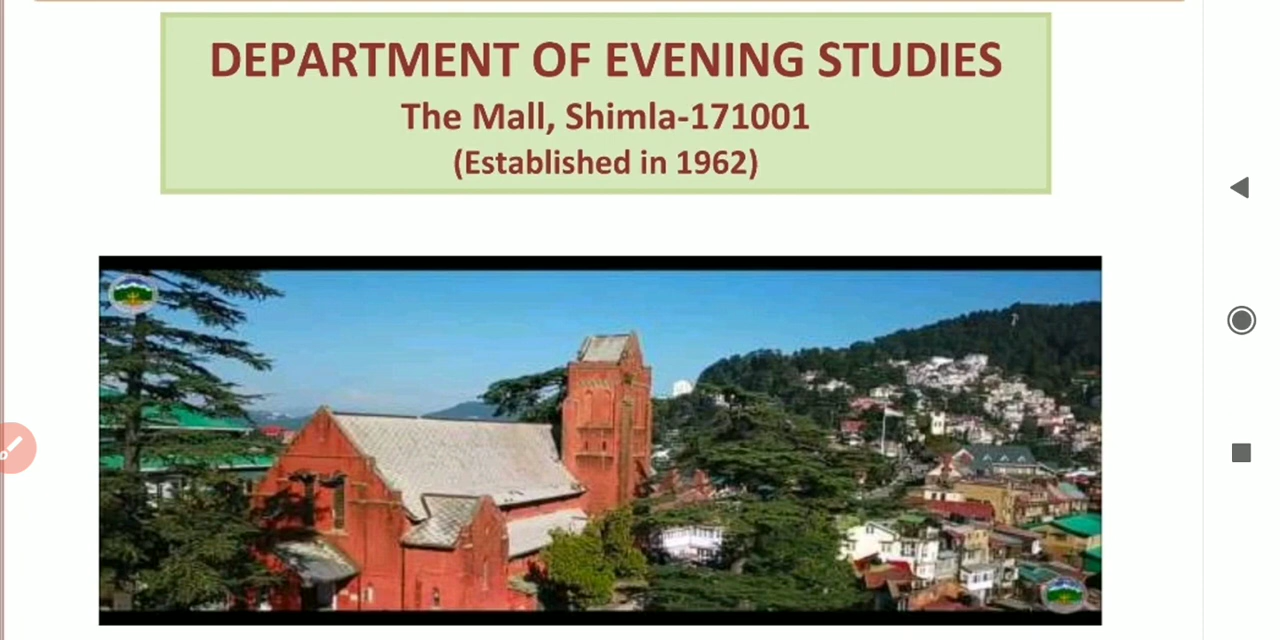 DEPARTMENT OF EVENING STUDIES
The Mall, Shimla-171001
(Established in 1962)